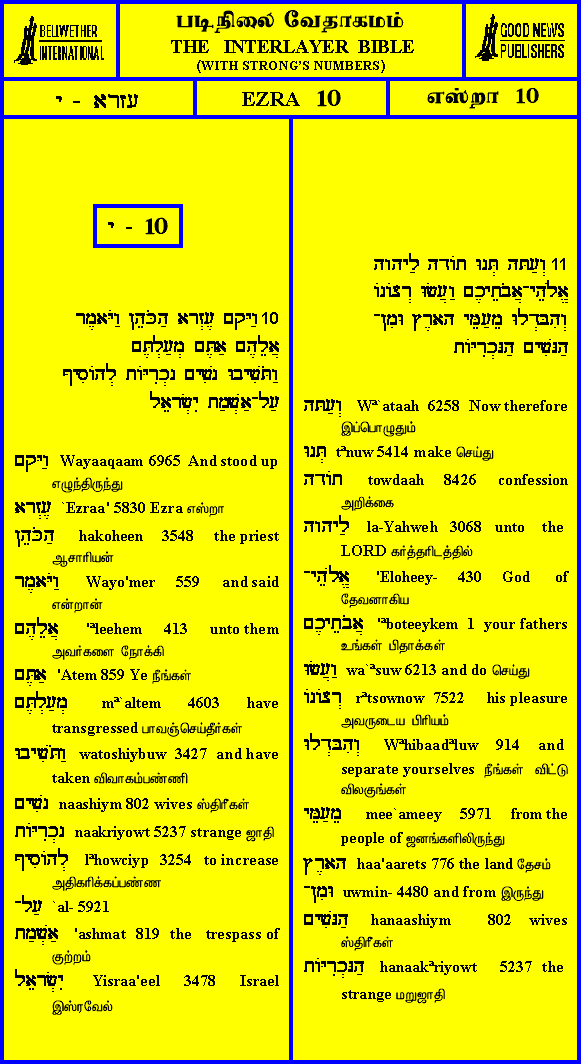 BELLWETHER
INTERNATIONAL
படிநிலை வேதாகமம்
THE INTERLAYER BIBLE
(WITH STRONG'S NUMBERS)
GOOD NEWS
PUBLISHERS
עזרא - י
EZRA 10
எஸ்றா 10
י - 10
10 וַיָּקָם עֶזְרָא הַכֹּהֵן וַיֹּאמֶר
אֲלֵהֶם אַתֶּם מְעַלְתֶּם
וַתֹּשִׁיבוּ נָשִׁים נָכְרִיּוֹת לְהוֹסִיף
עַל־אַשְׁמַת יִשְׂרָאֵל
וַיָּקָם Wayaaqaam 6965 And stood up
எழுந்திருந்து
עֶזְרָא `Ezraa' 5830 Ezra எஸ்றா
הַכֹּהֵן hakoheen 3548 the priest
ஆசாரியன்
וַיֹּאמֶר Wayo'mer 559 and said
என்றான்
אֲלֵהֶם 'ªleehem 413 unto them
அவர்களை நோக்கி
אַתֶּם 'Atem 859 Ye நீங்கள்
מְעַלְתֶּם mª`altem 4603 have
transgressed பாவஞ்செய்தீர்கள்
וַתֹּשִׁיבוּ watoshiybuw 3427 and have
taken விவாகம்பண்ணி
נָשִׁים naashiym 802 wives ஸ்திரீகள்
נָכְרִיּוֹת naakriyowt 5237 strange ஜாதி
לְהוֹסִיף lªhowciyp 3254 to increase
அதிகரிக்கப்பண்ண
עַל־ `al- 5921
אַשְׁמַת 'ashmat 819 the trespass of
குற்றம்
יִשְׂרָאֵל Yisraa'eel 3478 Israel
இஸ்ரவேல்
11 וְעַתָּה תְּנוּ תוֹדָה לַיהוָה
אֱלֹהֵי־אֲבֹתֵיכֶם וַעֲשׂוּ רְצוֹנוֹ
וְהִבָּדְלוּ מֵעַמֵּי הָאָרֶץ וּמִן־
הַנָּשִׁים הַנָּכְרִיּוֹת
וְעַתָּה Wª`ataah 6258 Now therefore
இப்பொழுதும்
תְּנוּ tªnuw 5414 make செய்து
תוֹדָה towdaah 8426 confession
அறிக்கை
לַיהוָה la-Yahweh 3068 unto the
LORD கர்த்தரிடத்தில்
אֱלֹהֵי־ 'Eloheey- 430 God of
தேவனாகிய
אֲבֹתֵיכֶם 'ªboteeykem 1 your fathers
உங்கள் பிதாக்கள்
וַעֲשׂוּ wa`ªsuw 6213 and do செய்து
רְצוֹנוֹ rªtsownow 7522 his pleasure
அவருடைய பிரியம்
וְהִבָּדְלוּ Wªhibaadªluw 914 and
separate yourselves நீங்கள் விட்டு
விலகுங்கள்
מֵעַמֵּי mee`ameey 5971 from the
people of ஜனங்களிலிருந்து
הָאָרֶץ haa'aarets 776 the land தேசம்
וּמִן־ uwmin- 4480 and from இருந்து
הַנָּשִׁים hanaashiym 802 wives
ஸ்திரீகள்
הַנָּכְרִיּוֹת hanaakªriyowt 5237 the
strange மறுஜாதி